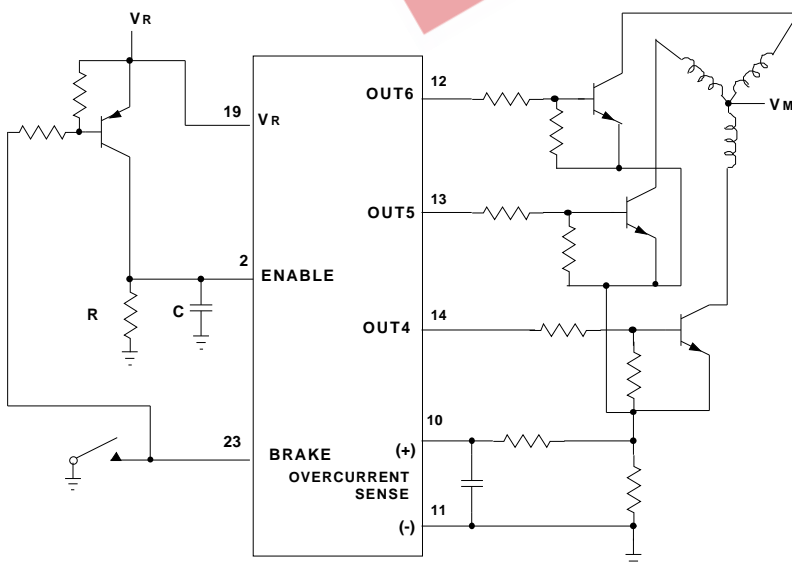 VR
12
OUT6
19
VR
VM
13
OUT5
2
ENABLE
R
C
14
OUT4
10
(+)
23
BRAKE
OVERCURRENT
SENSE
11
(-)